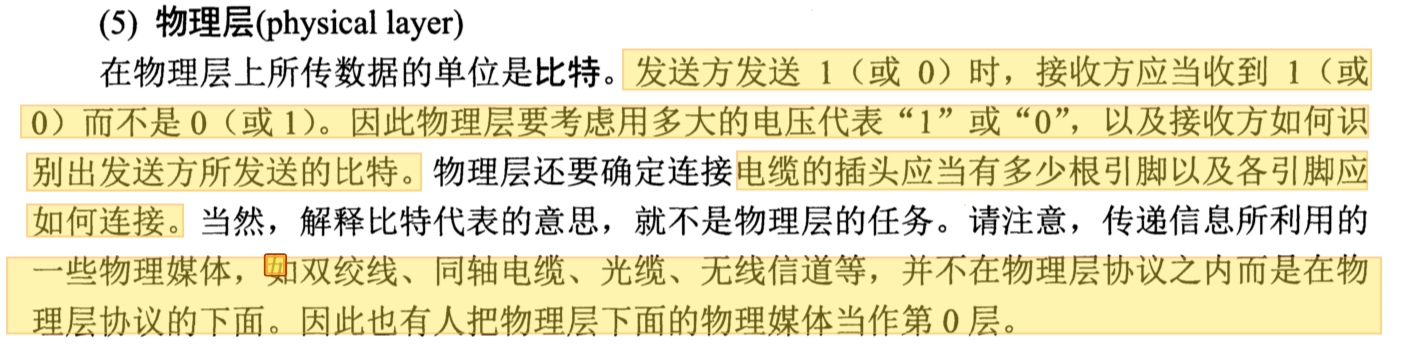 (5) 物理层(physical layer)
在物理层上所传数据的单位是比特。发送方发送 1（或 0）时，接收方应当收到 1（或
0）而不是 0（或 1）。因此物理层要考虑用多大的电压代表“1”或“0”，以及接收方如何识
别出发送方所发送的比特。物理层还要确定连接电缆的插头应当有多少根引脚以及各引脚应
如何连接。当然，解释比特代表的意思，就不是物理层的任务。请注意，传递信息所利用的
一些物理媒体，如双绞线、同轴电缆、光缆、无线信道等，并不在物理层协议之内而是在物
理层协议的下面。因此也有人把物理层下面的物理媒体当作第 0 层。